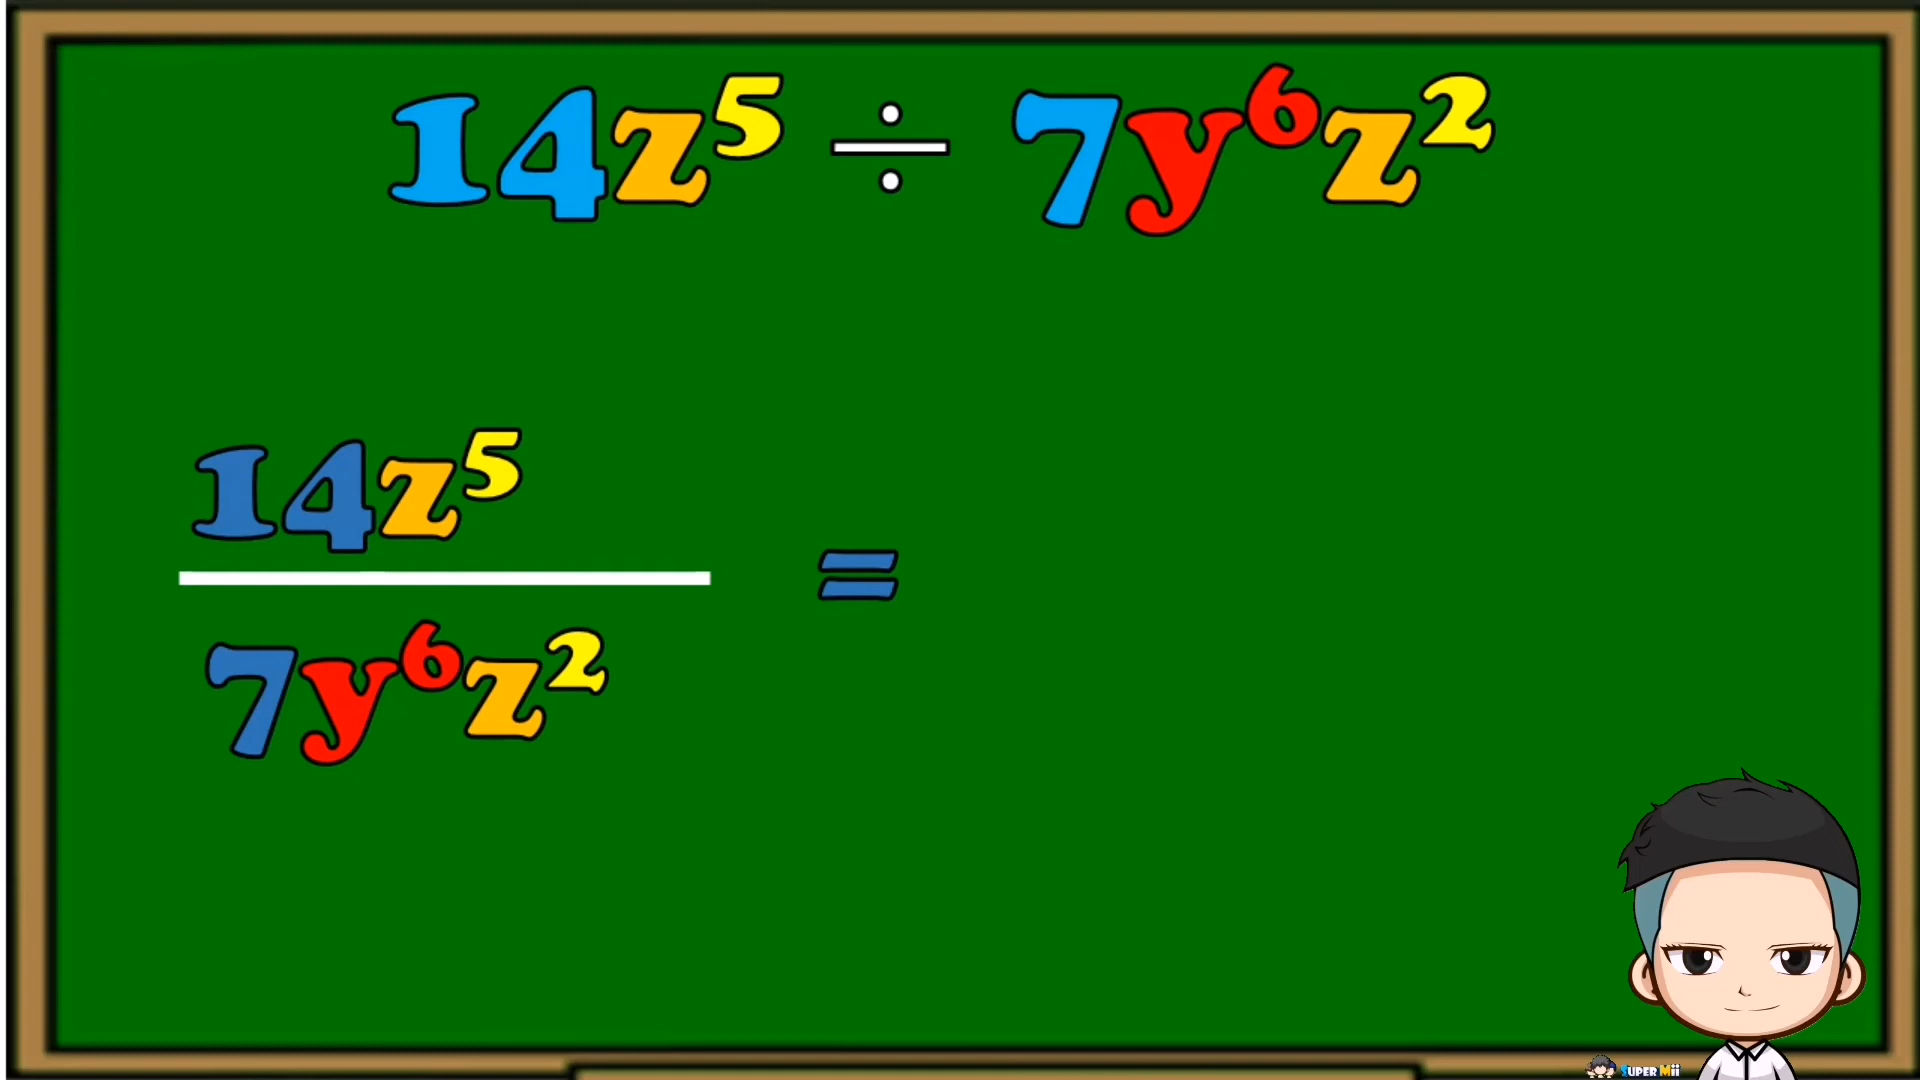 14z⁵ ÷ 7y⁶z²
14z⁵
7y⁶z²
=
SUPER Mii